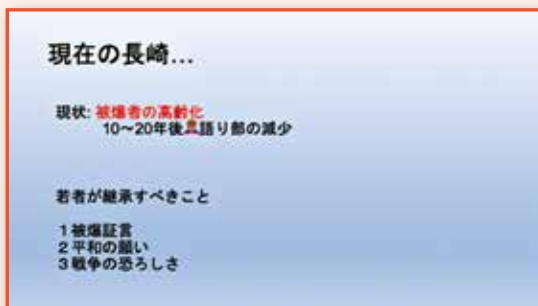 現在の長崎…
現状: 被爆者の高齢化
10〜20年後 語り部の減少
若者が継承すべきこと
1 被爆証言
2 平和の願い
3 戦争の恐ろしさ